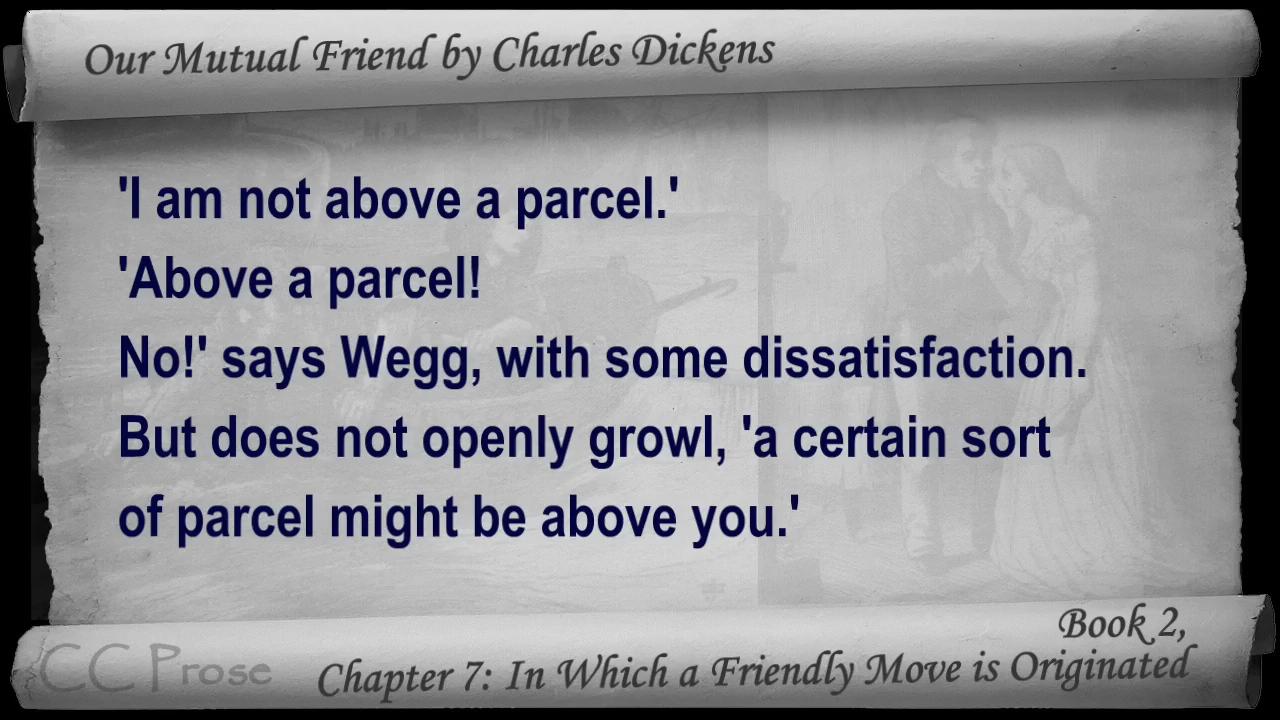 Our Mutual Friend by Charles Dickens
'I am not above a parcel.'
'Above a parcel!
No!' says Wegg, with some dissatisfaction.
But does not openly growl, 'a certain sort
of parcel might be above you.'
Book 2,
CC Prose
Chapter 7: In Which a Friendly Move is Originated